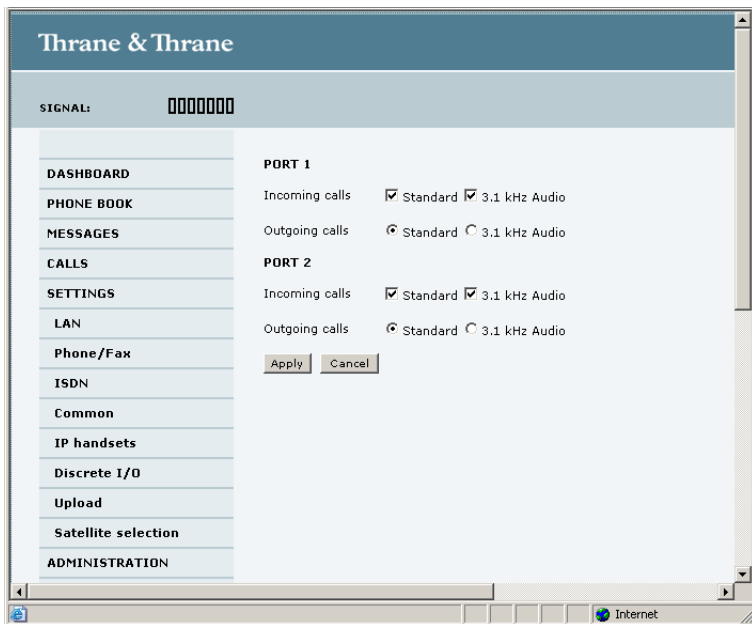 Thrane & Thrane
SIGNAL:
DASHBOARD
PHONE BOOK
MESSAGES
CALLS
SETTINGS
LAN
Phone/Fax
ISDN
Common
IP handsets
Discrete I/O
Upload
Satellite selection
ADMINISTRATION
PORT 1
Incoming calls Standard 3.1 kHz Audio
Outgoing calls Standard 3.1 kHz Audio
PORT 2
Incoming calls Standard 3.1 kHz Audio
Outgoing calls Standard 3.1 kHz Audio
Apply Cancel
Internet